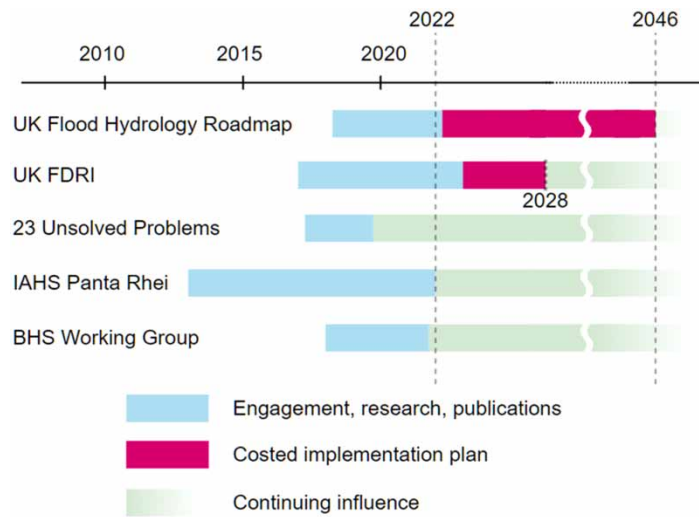 2022
2046
2010
2015
2020
UK Flood Hydrology Roadmap
UK FDRI
2028
23 Unsolved Problems
IAHS Panta Rhei
BHS Working Group
Engagement, research, publications
Costed implementation plan
Continuing influence